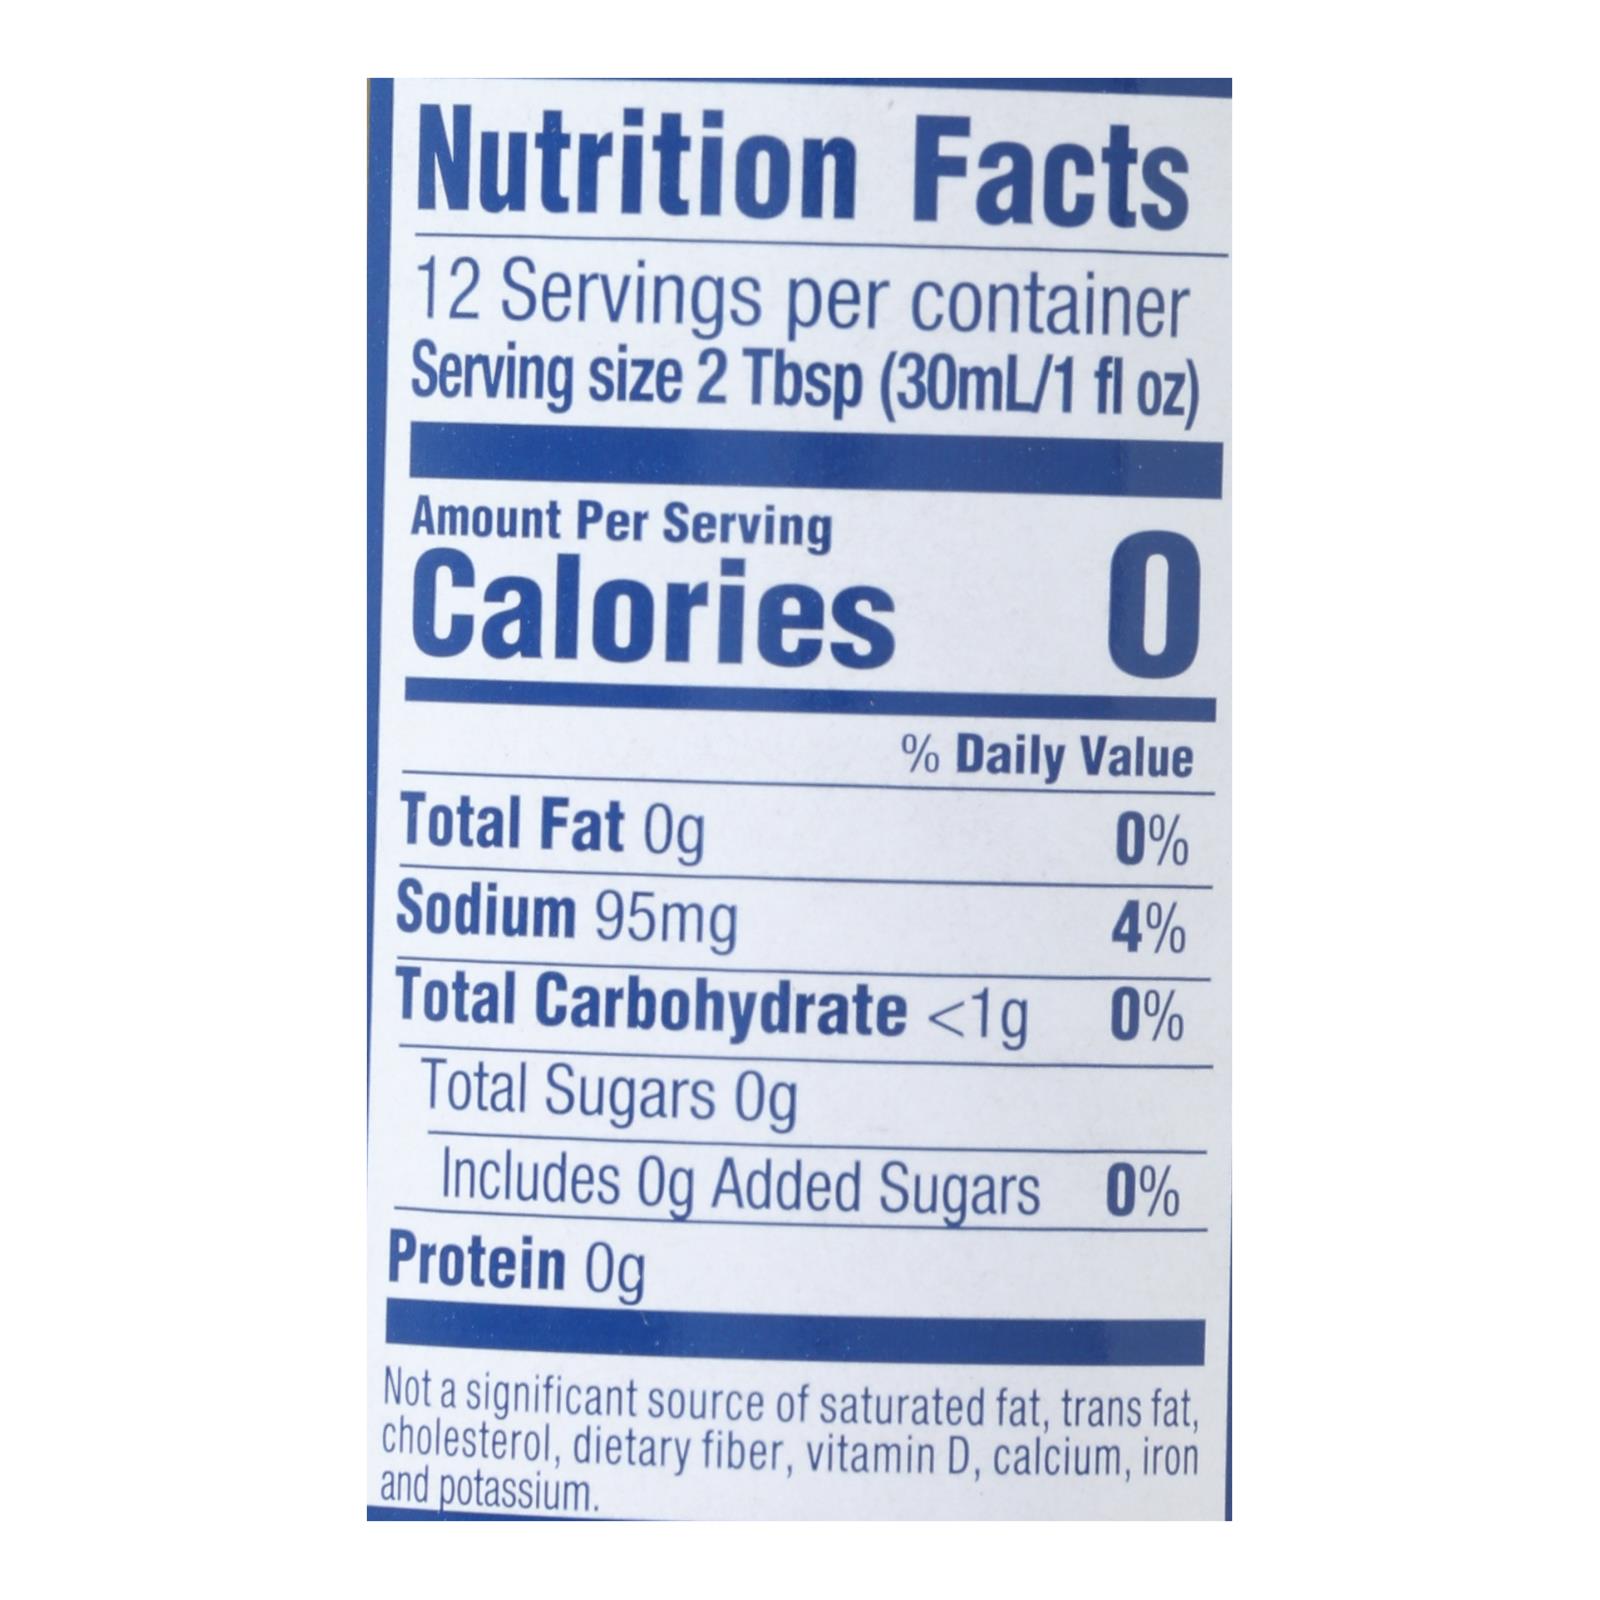 Nutrition Facts
12 Servings per container
Serving size 2 Tbsp (30mL/1 fl oz)
Amount Per Serving
Calories 0
% Daily Value
Total Fat 0g 0%
Sodium 95mg 4%
Total Carbohydrate <1g 0%
Total Sugars 0g
Includes 0g Added Sugars 0%
Protein 0g
Not a significant source of saturated fat, trans fat,
cholesterol, dietary fiber, vitamin D, calcium, iron
and potassium.